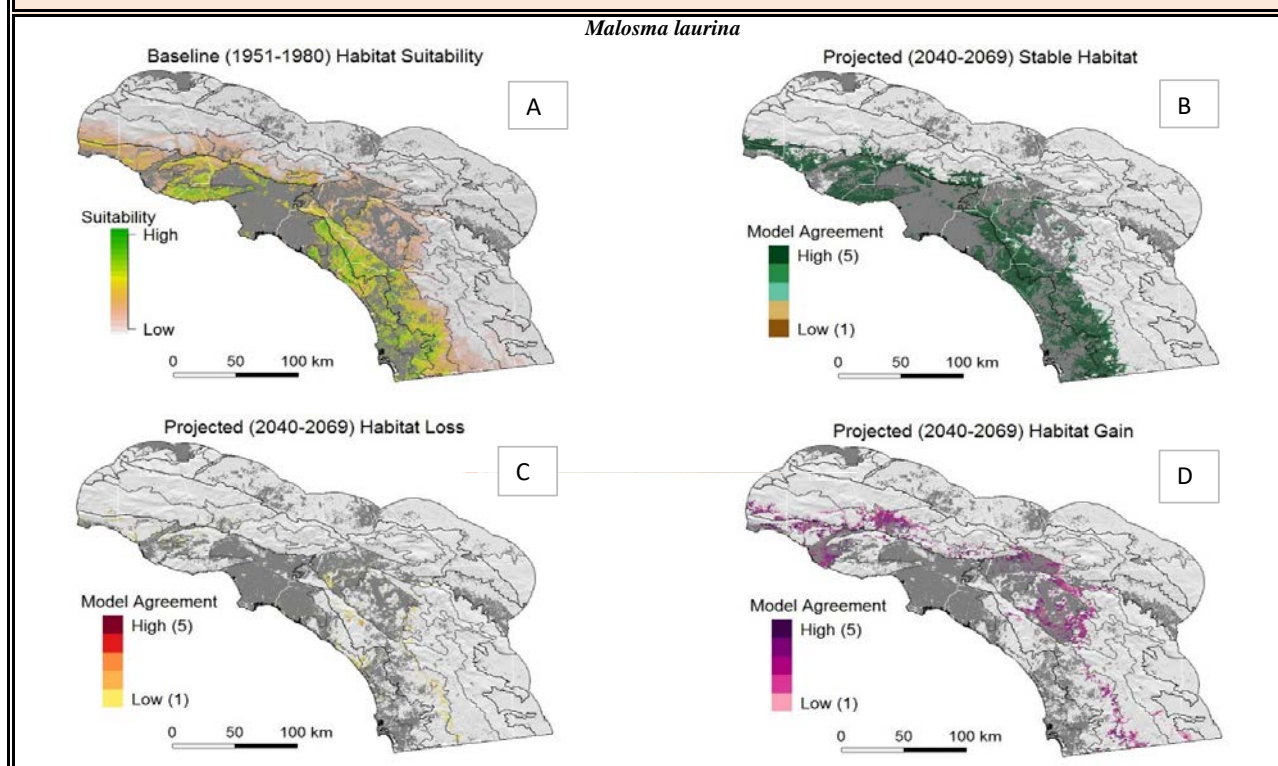 Malosma laurina
Baseline (1951-1980) Habitat Suitability
A
Suitability
High
Low
0 50 100 km
Projected (2040-2069) Stable Habitat
B
Model Agreement
High (5)
Low (1)
0 50 100 km
Projected (2040-2069) Habitat Loss
C
Model Agreement
High (5)
Low (1)
0 50 100 km
Projected (2040-2069) Habitat Gain
D
Model Agreement
High (5)
Low (1)
0 50 100 km